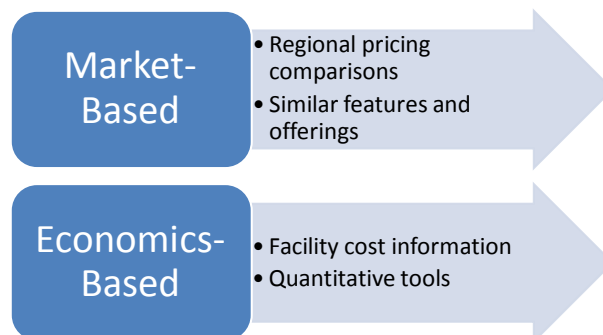 Market-
Based
• Regional pricing
comparisons
• Similar features and
offerings
Economics-
Based
• Facility cost information
• Quantitative tools